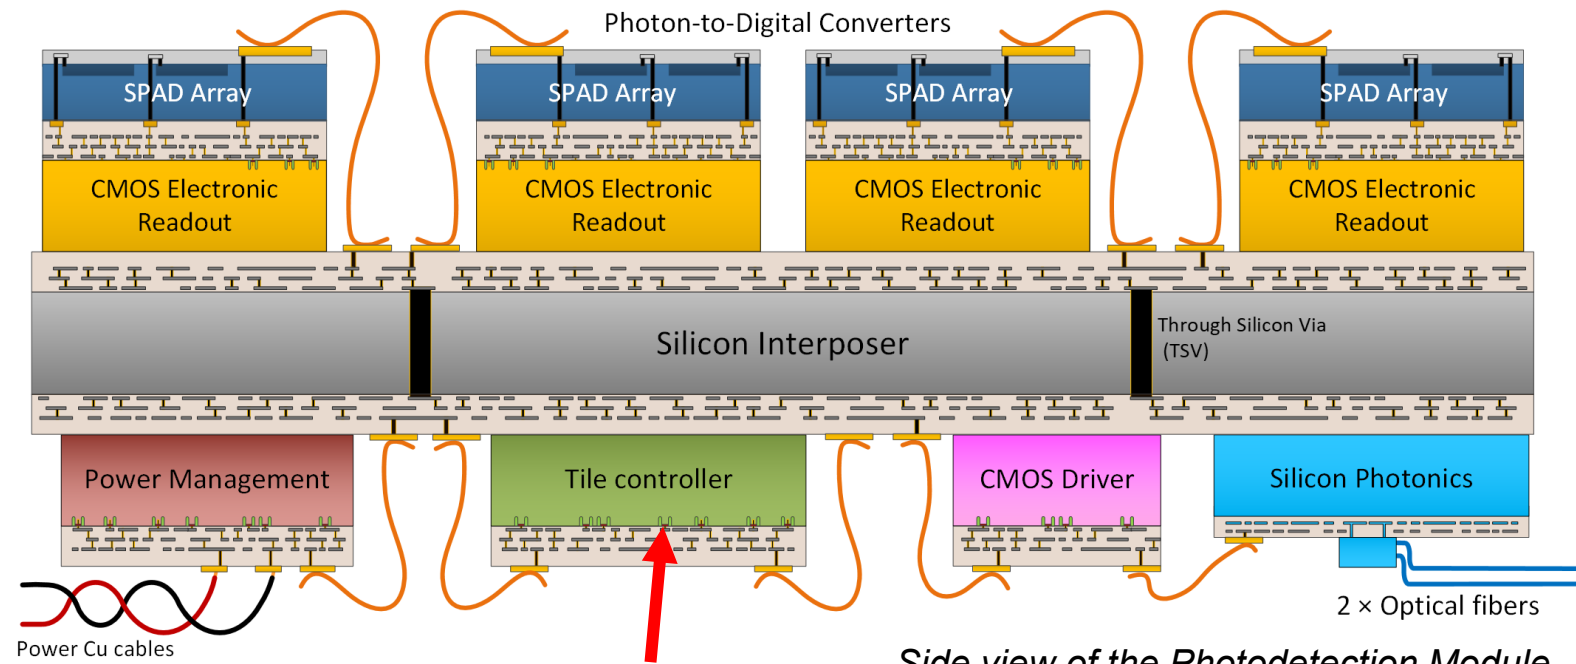 Photon-to-Digital Converters
SPAD Array
SPAD Array
SPAD Array
SPAD Array
CMOS Electronic
Readout
CMOS Electronic
Readout
CMOS Electronic
Readout
CMOS Electronic
Readout
Silicon Interposer
Through Silicon Via
(TSV)
Power Management
Tile controller
CMOS Driver
Silicon Photonics
2 × Optical fibers
Power Cu cables
Side view of the Photodetection Module